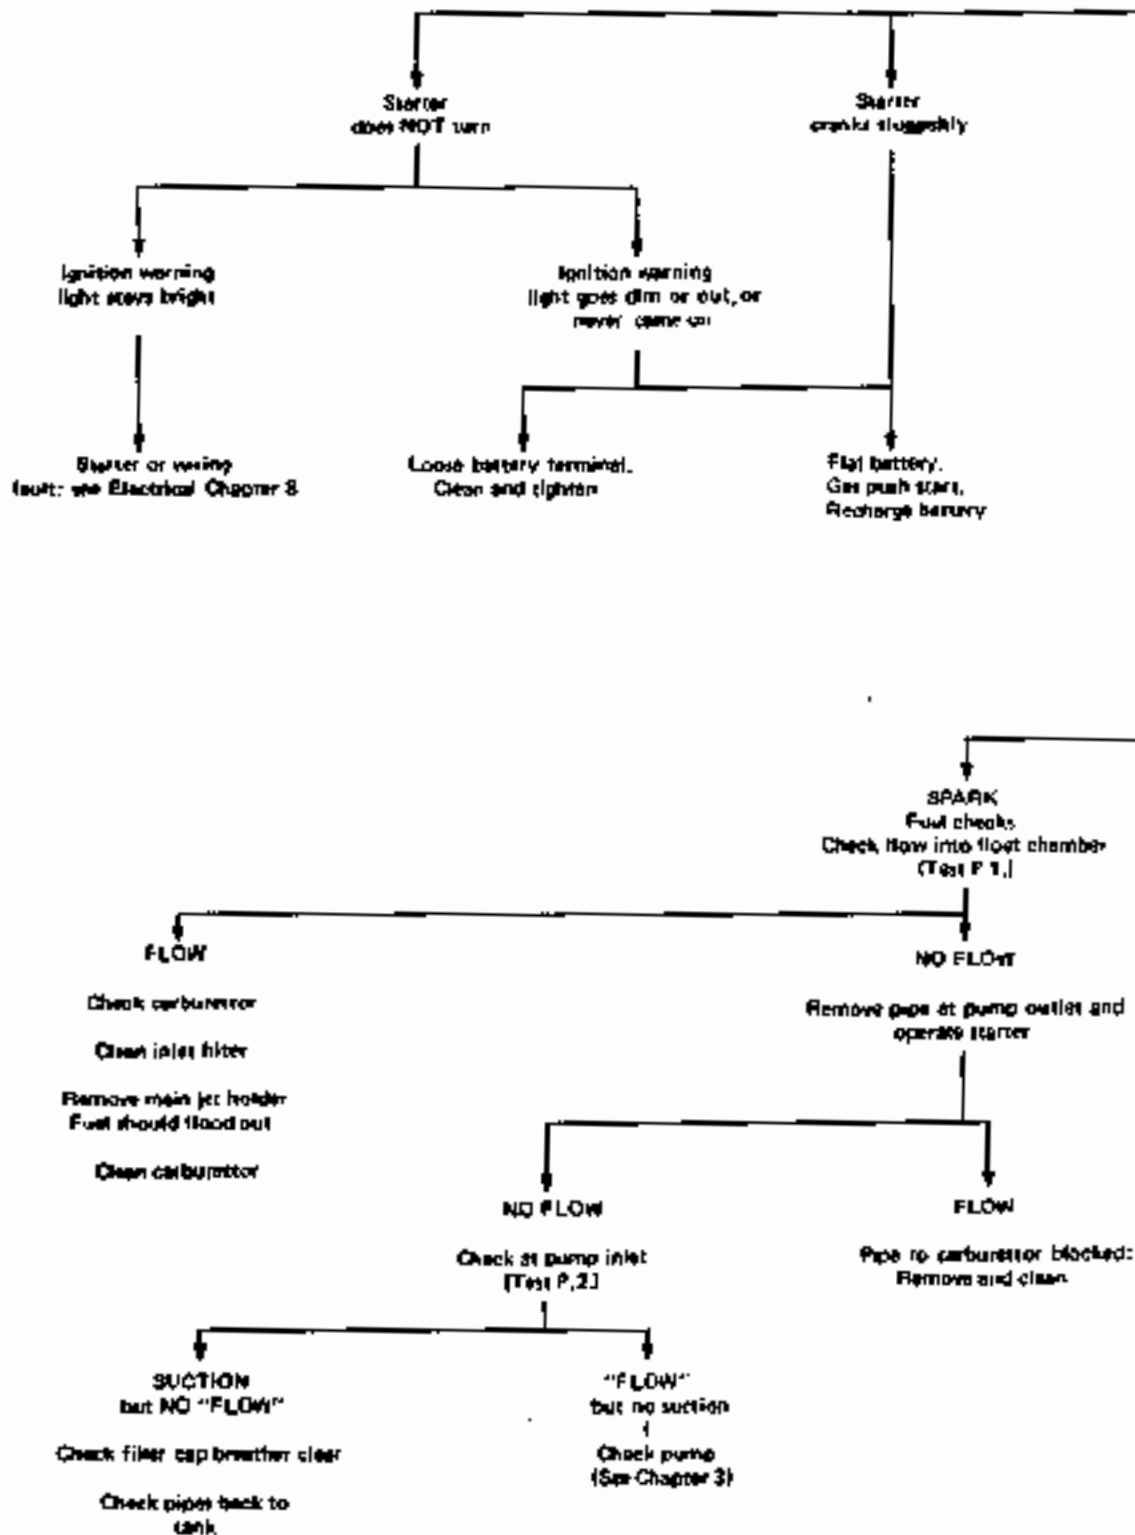 Starter
does NOT turn
Starter
cranks sluggishly
Ignition warning
light stays bright
Ignition warning
light goes dim or out, or
never came on
Starter or wiring
fault: see Electrical Chapter 8
Loose battery terminal.
Clean and tighten
Flat battery.
Get push start.
Recharge battery
SPARK
Fuel checks
Check flow into float chamber
(Test P.1.)
FLOW
Check carburettor
Clean inlet filter
Remove main jet holder
Fuel should flood out
Clean carburettor
NO FLOW
Remove pipe at pump outlet and
operate starter
NO FLOW
Check at pump inlet
(Test P.2.)
FLOW
Pipe to carburettor blocked:
Remove and clean
SUCTION
but NO "FLOW"
Check filler cap breather clear
Check pipes back to
tank
"FLOW"
but no suction
Check pump
(See Chapter 3)